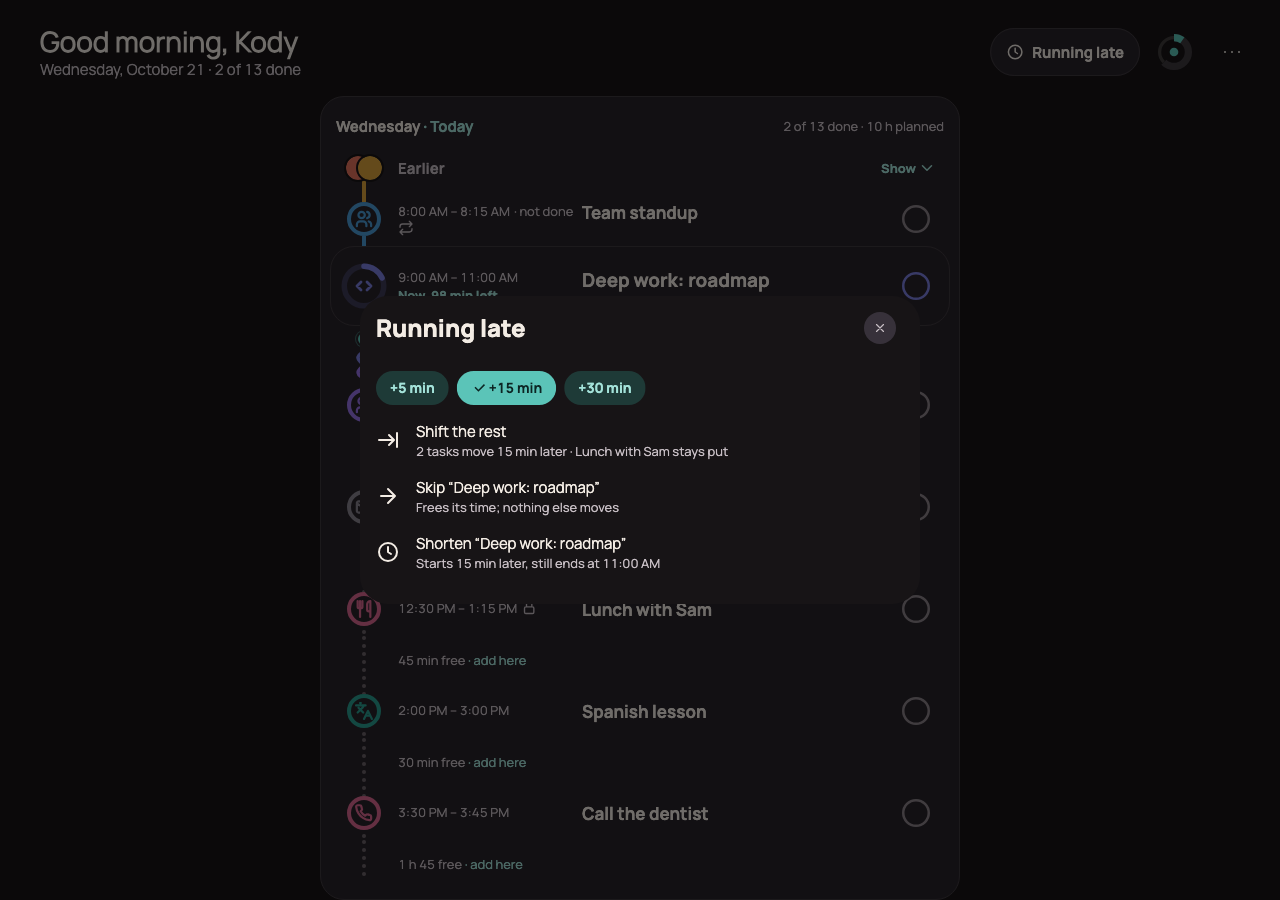 Good morning, Kody
Wednesday, October 21 · 2 of 13 done
Running late
Wednesday · Today
2 of 13 done · 10 h planned
Earlier
Show
8:00 AM – 8:15 AM · not done
Team standup
9:00 AM – 11:00 AM
Deep work: roadmap
Now, 98 min left
Running late
+5 min
+15 min
+30 min
Shift the rest
2 tasks move 15 min later · Lunch with Sam stays put
Skip “Deep work: roadmap”
Frees its time; nothing else moves
Shorten “Deep work: roadmap”
Starts 15 min later, still ends at 11:00 AM
12:30 PM – 1:15 PM
Lunch with Sam
45 min free · add here
2:00 PM – 3:00 PM
Spanish lesson
30 min free · add here
3:30 PM – 3:45 PM
Call the dentist
1 h 45 free · add here